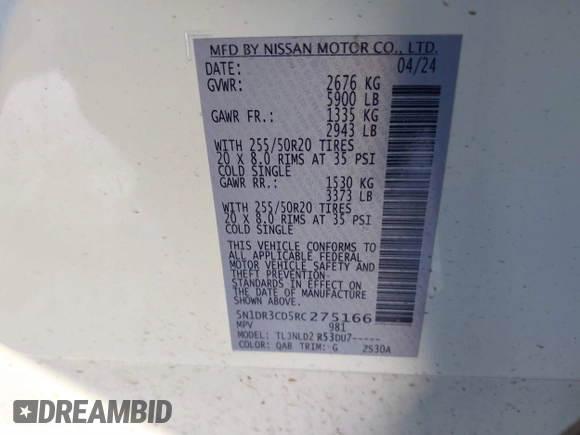 MFD BY NISSAN MOTOR CO., LTD.
DATE: 04/24
GVWR: 2676 KG
5900 LB
GAWR FR.: 1335 KG
2943 LB
WITH 255/50R20 TIRES
20 X 8.0 RIMS AT 35 PSI
COLD SINGLE
GAWR RR.: 1530 KG
3373 LB
WITH 255/50R20 TIRES
20 X 8.0 RIMS AT 35 PSI
COLD SINGLE
THIS VEHICLE CONFORMS TO
ALL APPLICABLE FEDERAL
MOTOR VEHICLE SAFETY AND
THEFT PREVENTION
STANDARDS IN EFFECT ON
THE DATE OF MANUFACTURE
SHOWN ABOVE.
5N1DR3CD5RC275166
MPV 981
MODEL: TLJNLD2 R53DU7-----
COLOR: QAB TRIM: G 2S30A
DREAMBID